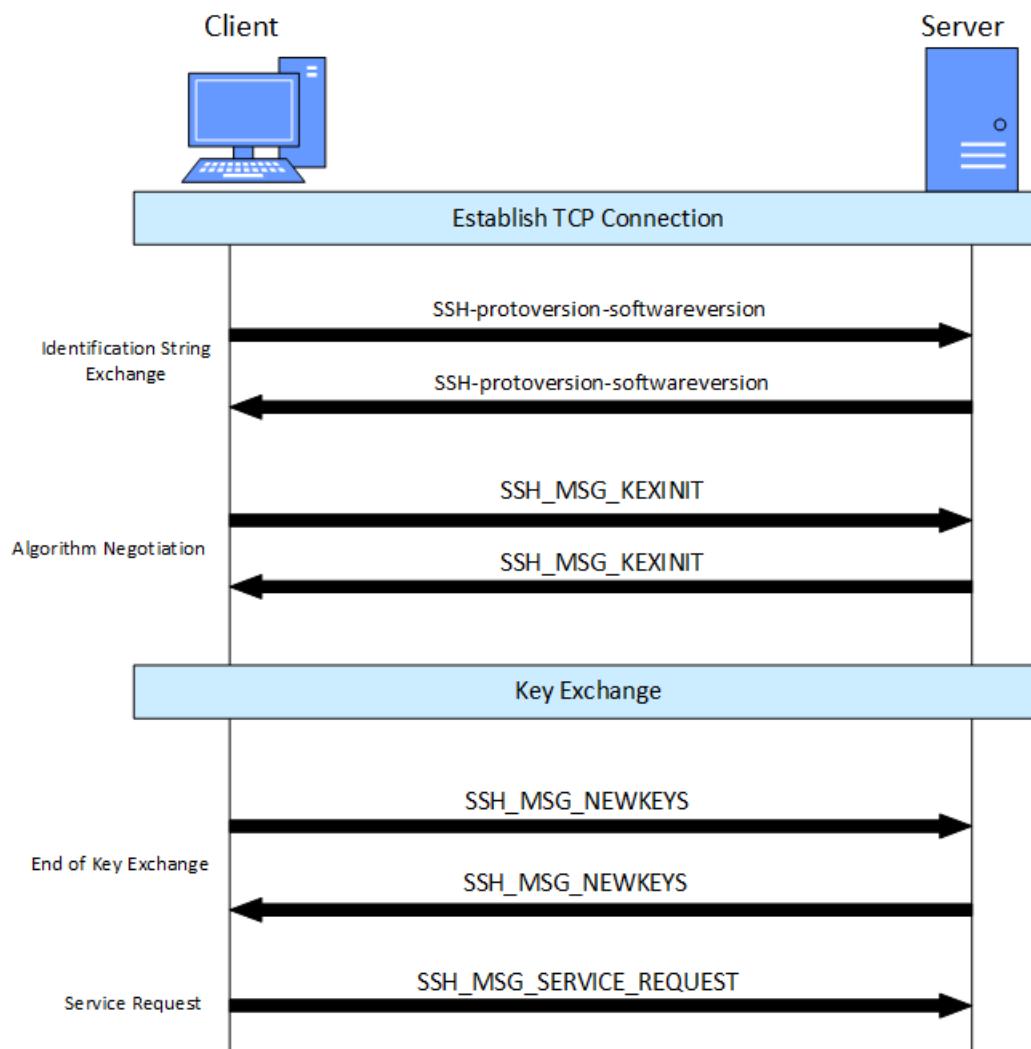 Client
Server
Establish TCP Connection
SSH-protoversion-softwareversion
Identification String
Exchange
SSH-protoversion-softwareversion
SSH_MSG_KEXINIT
Algorithm Negotiation
SSH_MSG_KEXINIT
Key Exchange
SSH_MSG_NEWKEYS
End of Key Exchange
SSH_MSG_NEWKEYS
SSH_MSG_SERVICE_REQUEST
Service Request